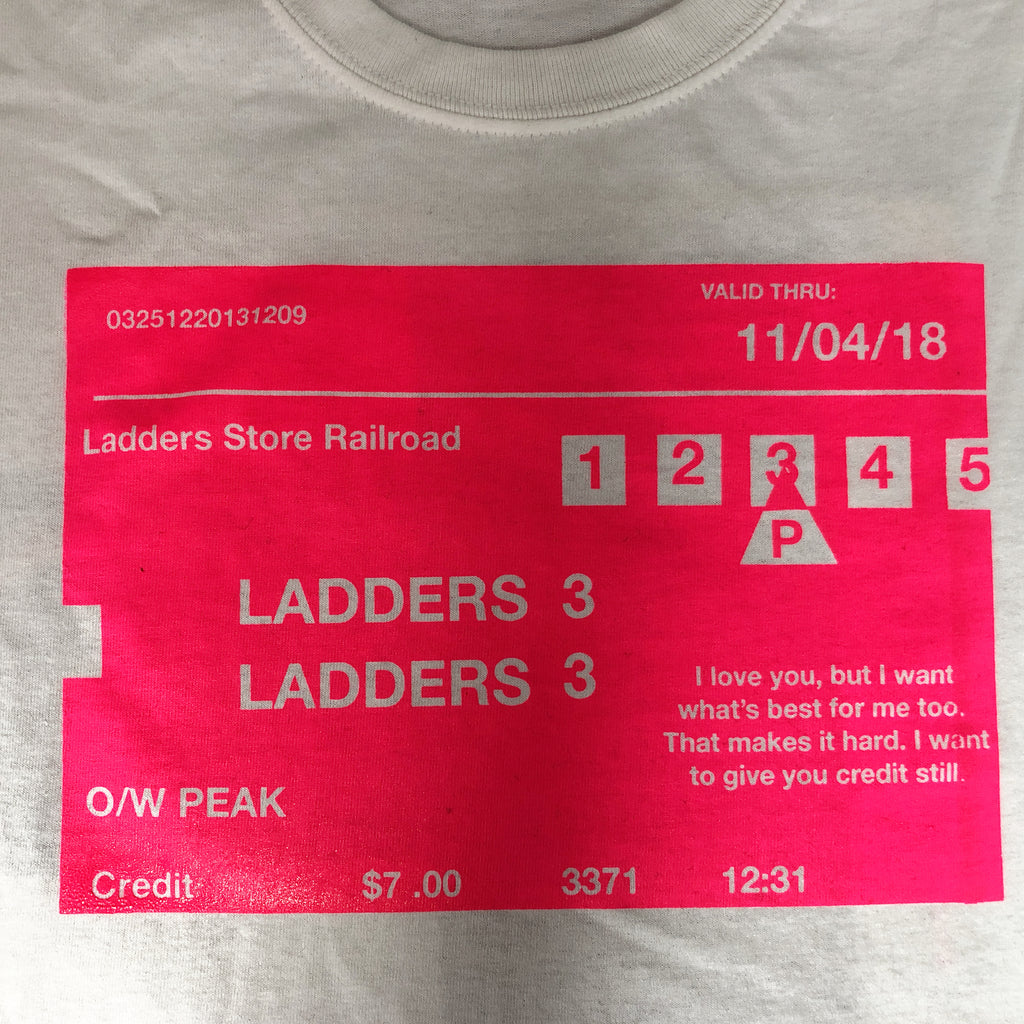 03251220131209
VALID THRU:
11/04/18
Ladders Store Railroad
1 2 3 4 5
P
LADDERS 3
LADDERS 3
I love you, but I want
what's best for me too.
That makes it hard. I want
to give you credit still.
O/W PEAK
Credit $7 .00 3371 12:31